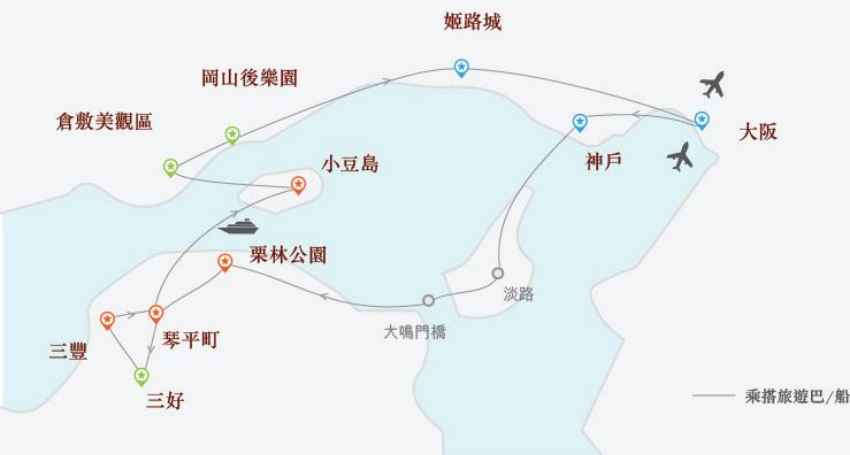 姬路城
岡山後樂園
倉敷美觀區
大阪
小豆島
神戶
栗林公園
淡路
大鳴門橋
琴平町
三豐
三好
乘搭旅遊巴/船